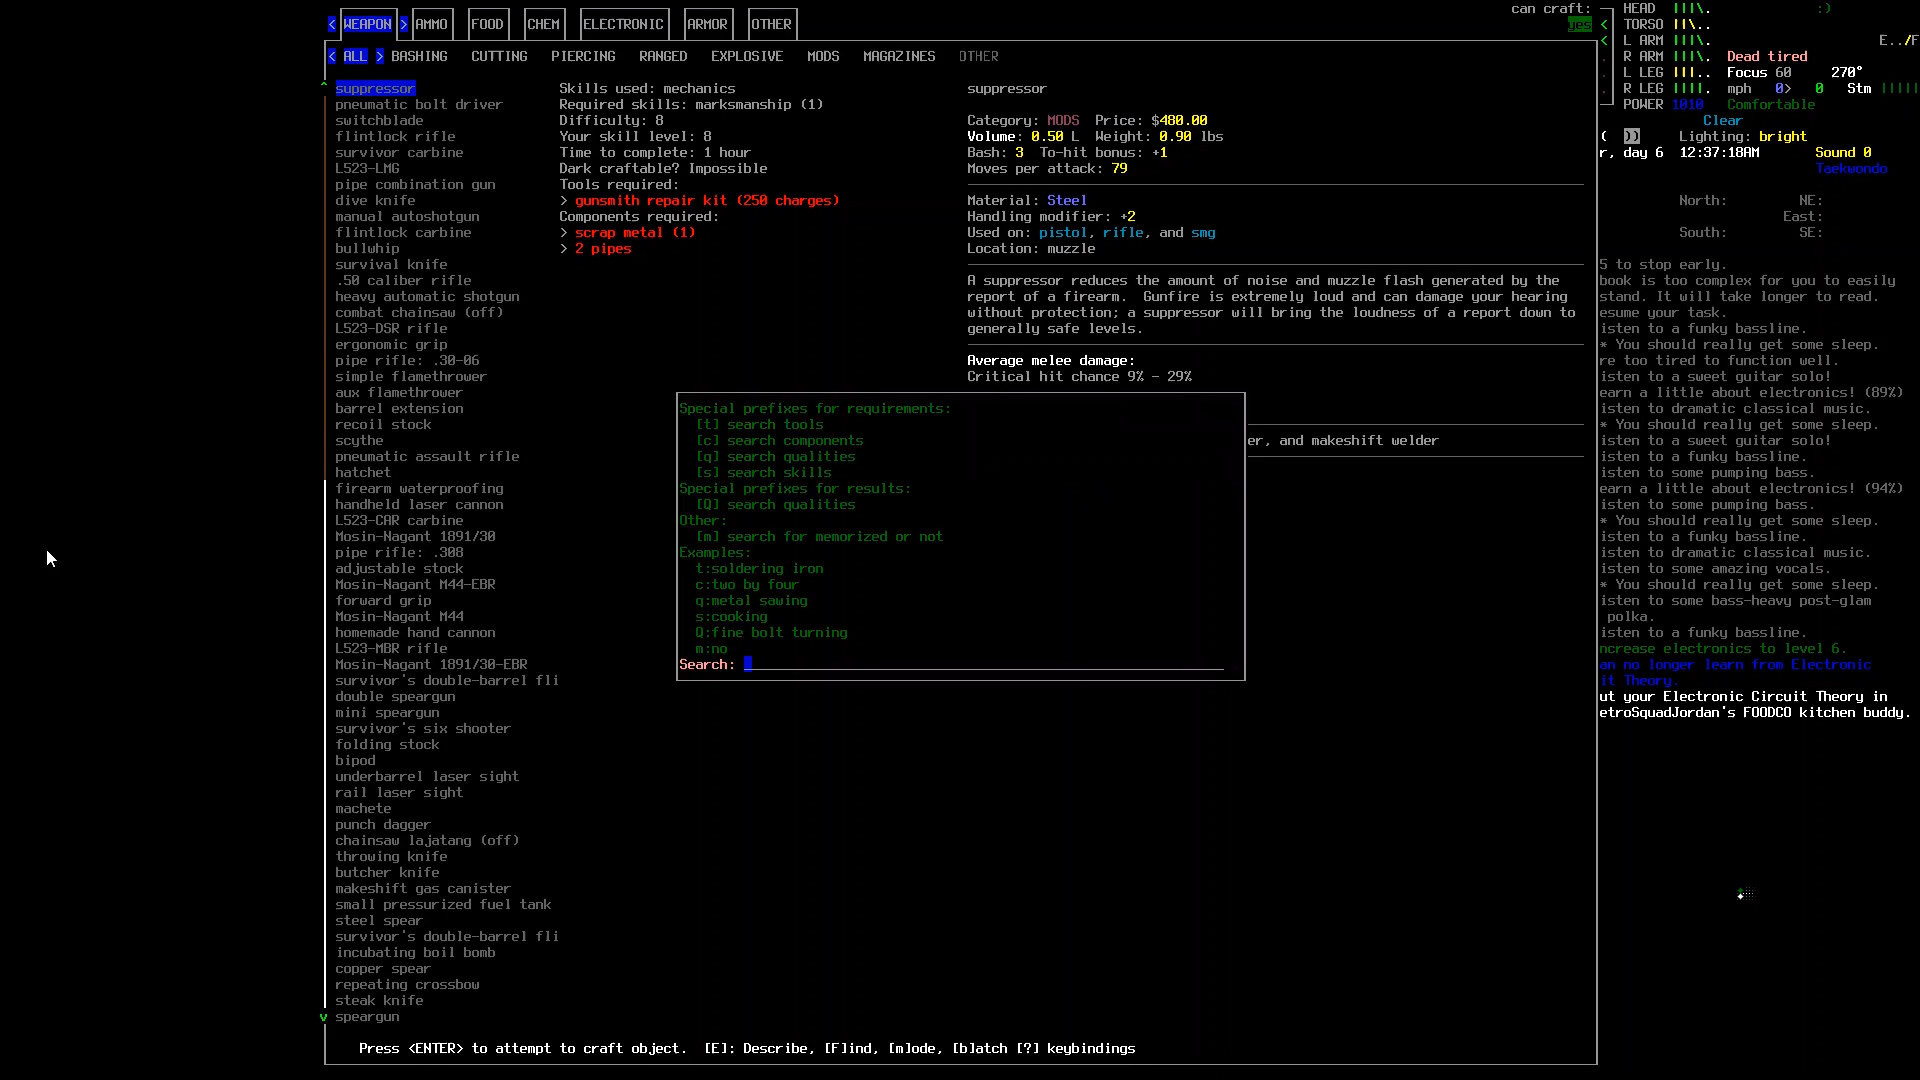 < WEAPON > AMMO FOOD CHEM ELECTRONIC ARMOR OTHER
can craft:
yes
< ALL > BASHING CUTTING PIERCING RANGED EXPLOSIVE MODS MAGAZINES OTHER
^
suppressor
pneumatic bolt driver
switchblade
flintlock rifle
survivor carbine
L523-LMG
pipe combination gun
dive knife
manual autoshotgun
flintlock carbine
bullwhip
survival knife
.50 caliber rifle
heavy automatic shotgun
combat chainsaw (off)
L523-DSR rifle
ergonomic grip
pipe rifle: .30-06
simple flamethrower
aux flamethrower
barrel extension
recoil stock
scythe
pneumatic assault rifle
hatchet
firearm waterproofing
handheld laser cannon
L523-CAR carbine
Mosin-Nagant 1891/30
pipe rifle: .308
adjustable stock
Mosin-Nagant M44-EBR
forward grip
Mosin-Nagant M44
homemade hand cannon
L523-MBR rifle
Mosin-Nagant 1891/30-EBR
survivor's double-barrel fli
double speargun
mini speargun
survivor's six shooter
folding stock
bipod
underbarrel laser sight
rail laser sight
machete
punch dagger
chainsaw lajatang (off)
throwing knife
butcher knife
makeshift gas canister
small pressurized fuel tank
steel spear
survivor's double-barrel fli
incubating boil bomb
copper spear
repeating crossbow
steak knife
v speargun
Skills used: mechanics
Required skills: marksmanship (1)
Difficulty: 8
Your skill level: 8
Time to complete: 1 hour
Dark craftable? Impossible
Tools required:
> gunsmith repair kit (250 charges)
Components required:
> scrap metal (1)
> 2 pipes
suppressor
Category: MODS Price: $480.00
Volume: 0.50 L Weight: 0.90 lbs
Bash: 3 To-hit bonus: +1
Moves per attack: 79
Material: Steel
Handling modifier: +2
Used on: pistol, rifle, and smg
Location: muzzle
A suppressor reduces the amount of noise and muzzle flash generated by the
report of a firearm. Gunfire is extremely loud and can damage your hearing
without protection; a suppressor will bring the loudness of a report down to
generally safe levels.
Average melee damage:
Critical hit chance 9% - 29%
er, and makeshift welder
Special prefixes for requirements:
[t] search tools
[c] search components
[q] search qualities
[s] search skills
Special prefixes for results:
[Q] search qualities
Other:
[m] search for memorized or not
Examples:
t:soldering iron
c:two by four
q:metal sawing
s:cooking
Q:fine bolt turning
m:no
Search:
Press <ENTER> to attempt to craft object. [E]: Describe, [F]ind, [m]ode, [b]atch [?] keybindings
HEAD |||\. :)
< TORSO ||\..
< L ARM |||\. E../F
R ARM |||\. Dead tired
L LEG |||.. Focus 60 270°
R LEG ||||. mph 0> 0 Stm |||||
POWER 1010 Comfortable
Clear
( )) Lighting: bright
r, day 6 12:37:18AM Sound 0
Taekwondo
North: NE:
East:
South: SE:
5 to stop early.
book is too complex for you to easily
stand. It will take longer to read.
esume your task.
isten to a funky bassline.
* You should really get some sleep.
re too tired to function well.
isten to a sweet guitar solo!
earn a little about electronics! (89%)
isten to dramatic classical music.
* You should really get some sleep.
isten to a sweet guitar solo!
isten to a funky bassline.
isten to some pumping bass.
earn a little about electronics! (94%)
isten to some pumping bass.
* You should really get some sleep.
isten to a funky bassline.
isten to dramatic classical music.
isten to some amazing vocals.
* You should really get some sleep.
isten to some bass-heavy post-glam
polka.
isten to a funky bassline.
ncrease electronics to level 6.
an no longer learn from Electronic
it Theory.
ut your Electronic Circuit Theory in
etroSquadJordan's FOODCO kitchen buddy.